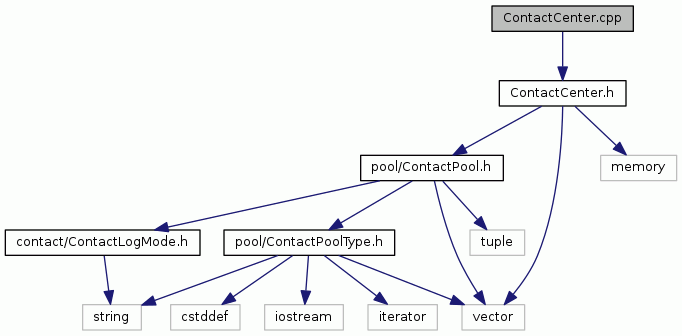 ContactCenter.cpp
ContactCenter.h
pool/ContactPool.h
memory
contact/ContactLogMode.h
pool/ContactPoolType.h
tuple
string
cstddef
iostream
iterator
vector